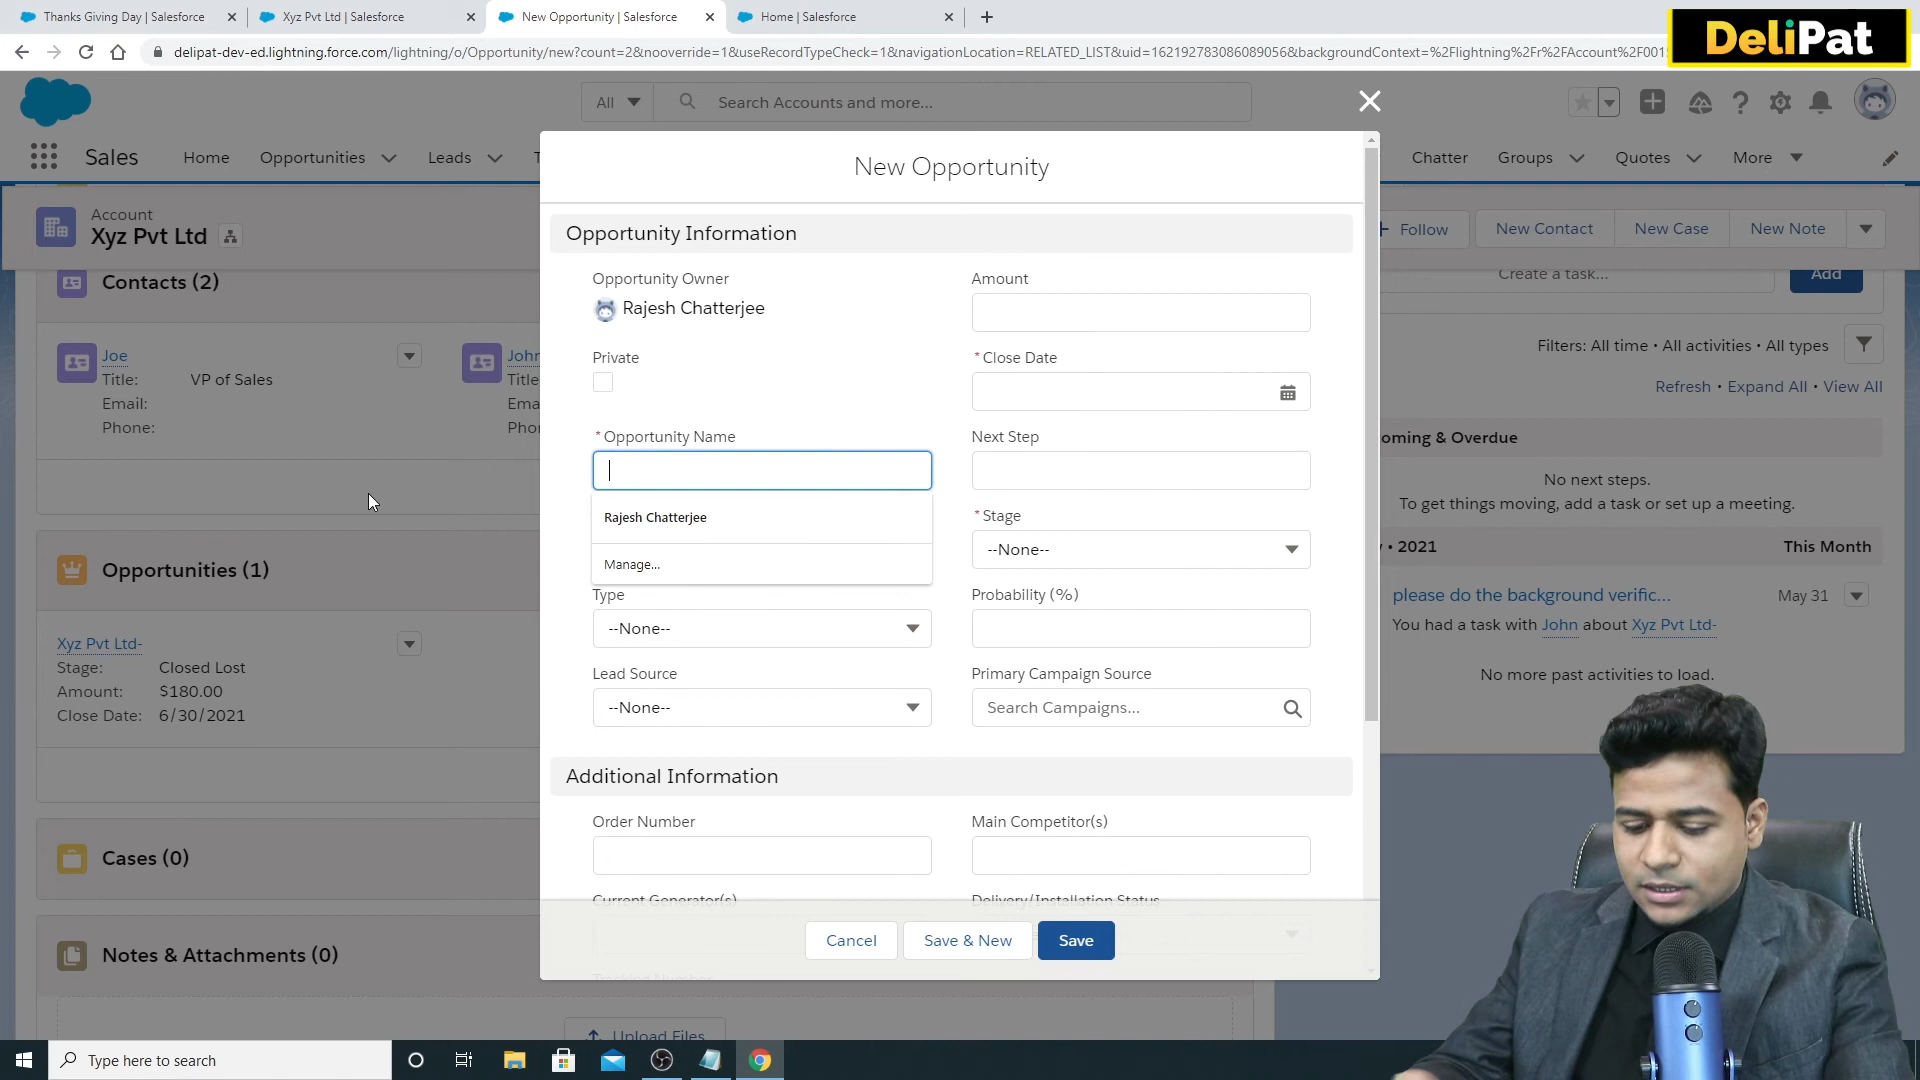 Thanks Giving Day | Salesforce
Xyz Pvt Ltd | Salesforce
New Opportunity | Salesforce
Home | Salesforce
DeliPat
delipat-dev-ed.lightning.force.com/lightning/o/Opportunity/new?count=2&nooverride=1&useRecordTypeCheck=1&navigationLocation=RELATED_LIST&uid=162192783086089056&backgroundContext=%2Flightning%2Fr%2FAccount%2F001
All
Search Accounts and more...
Sales
Home
Opportunities
Leads
Chatter
Groups
Quotes
More
New Opportunity
Account
Xyz Pvt Ltd
Follow
New Contact
New Case
New Note
Opportunity Information
Contacts (2)
Create a task...
Add
Opportunity Owner
Rajesh Chatterjee
Amount
Joe
Title:
VP of Sales
Email:
Phone:
John
Title
Ema
Phor
Private
* Close Date
Filters: All time • All activities • All types
Refresh • Expand All • View All
* Opportunity Name
Next Step
oming & Overdue
No next steps.
To get things moving, add a task or set up a meeting.
Rajesh Chatterjee
Manage...
* Stage
--None--
• 2021
This Month
Opportunities (1)
Type
--None--
Probability (%)
please do the background verific...
May 31
You had a task with John about Xyz Pvt Ltd-
Xyz Pvt Ltd-
Stage:
Closed Lost
Amount:
$180.00
Close Date:
6/30/2021
Lead Source
--None--
Primary Campaign Source
Search Campaigns...
No more past activities to load.
Additional Information
Order Number
Main Competitor(s)
Cases (0)
Current Generator(s)
Delivery/Installation Status
Cancel
Save & New
Save
Notes & Attachments (0)
Tracking Number
Upload Files
Type here to search